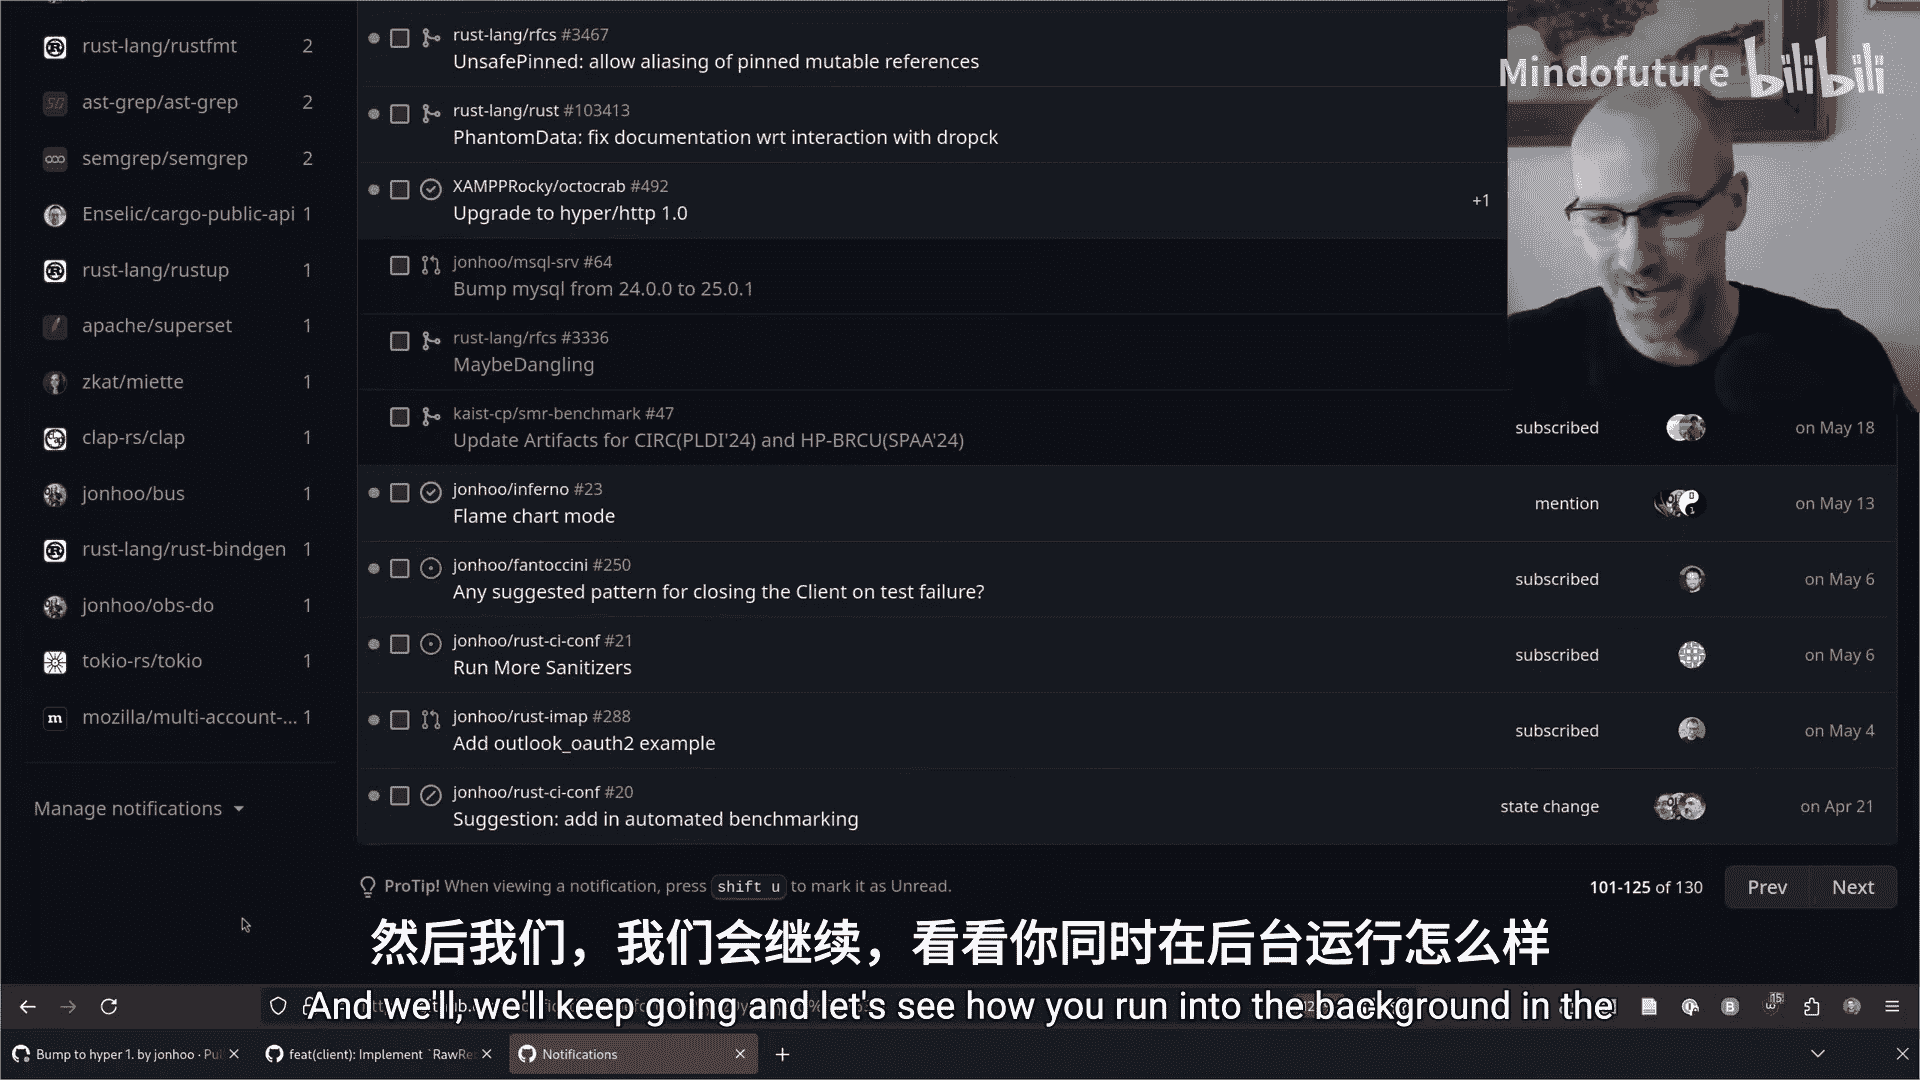 rust-lang/rustfmt 2
ast-grep/ast-grep 2
semgrep/semgrep 2
Enselic/cargo-public-api 1
rust-lang/rustup 1
apache/superset 1
zkat/miette 1
clap-rs/clap 1
jonhoo/bus 1
rust-lang/rust-bindgen 1
jonhoo/obs-do 1
tokio-rs/tokio 1
mozilla/multi-account-... 1
Manage notifications
rust-lang/rfcs #3467
UnsafePinned: allow aliasing of pinned mutable references
rust-lang/rust #103413
PhantomData: fix documentation wrt interaction with dropck
XAMPPRocky/octocrab #492
Upgrade to hyper/http 1.0
+1
jonhoo/msql-srv #64
Bump mysql from 24.0.0 to 25.0.1
rust-lang/rfcs #3336
MaybeDangling
kaist-cp/smr-benchmark #47
Update Artifacts for CIRC(PLDI'24) and HP-BRCU(SPAA'24)
subscribed on May 18
jonhoo/inferno #23
Flame chart mode
mention on May 13
jonhoo/fantoccini #250
Any suggested pattern for closing the Client on test failure?
subscribed on May 6
jonhoo/rust-ci-conf #21
Run More Sanitizers
subscribed on May 6
jonhoo/rust-imap #288
Add outlook_oauth2 example
subscribed on May 4
jonhoo/rust-ci-conf #20
Suggestion: add in automated benchmarking
state change on Apr 21
ProTip! When viewing a notification, press shift u to mark it as Unread.
101-125 of 130 Prev Next
Mindofuture bilibili
然后我们，我们会继续，看看你同时在后台运行怎么样
And we'll, we'll keep going and let's see how you run into the background in the
Bump to hyper 1. by jonhoo · Pu
feat(client): Implement `RawRe
Notifications